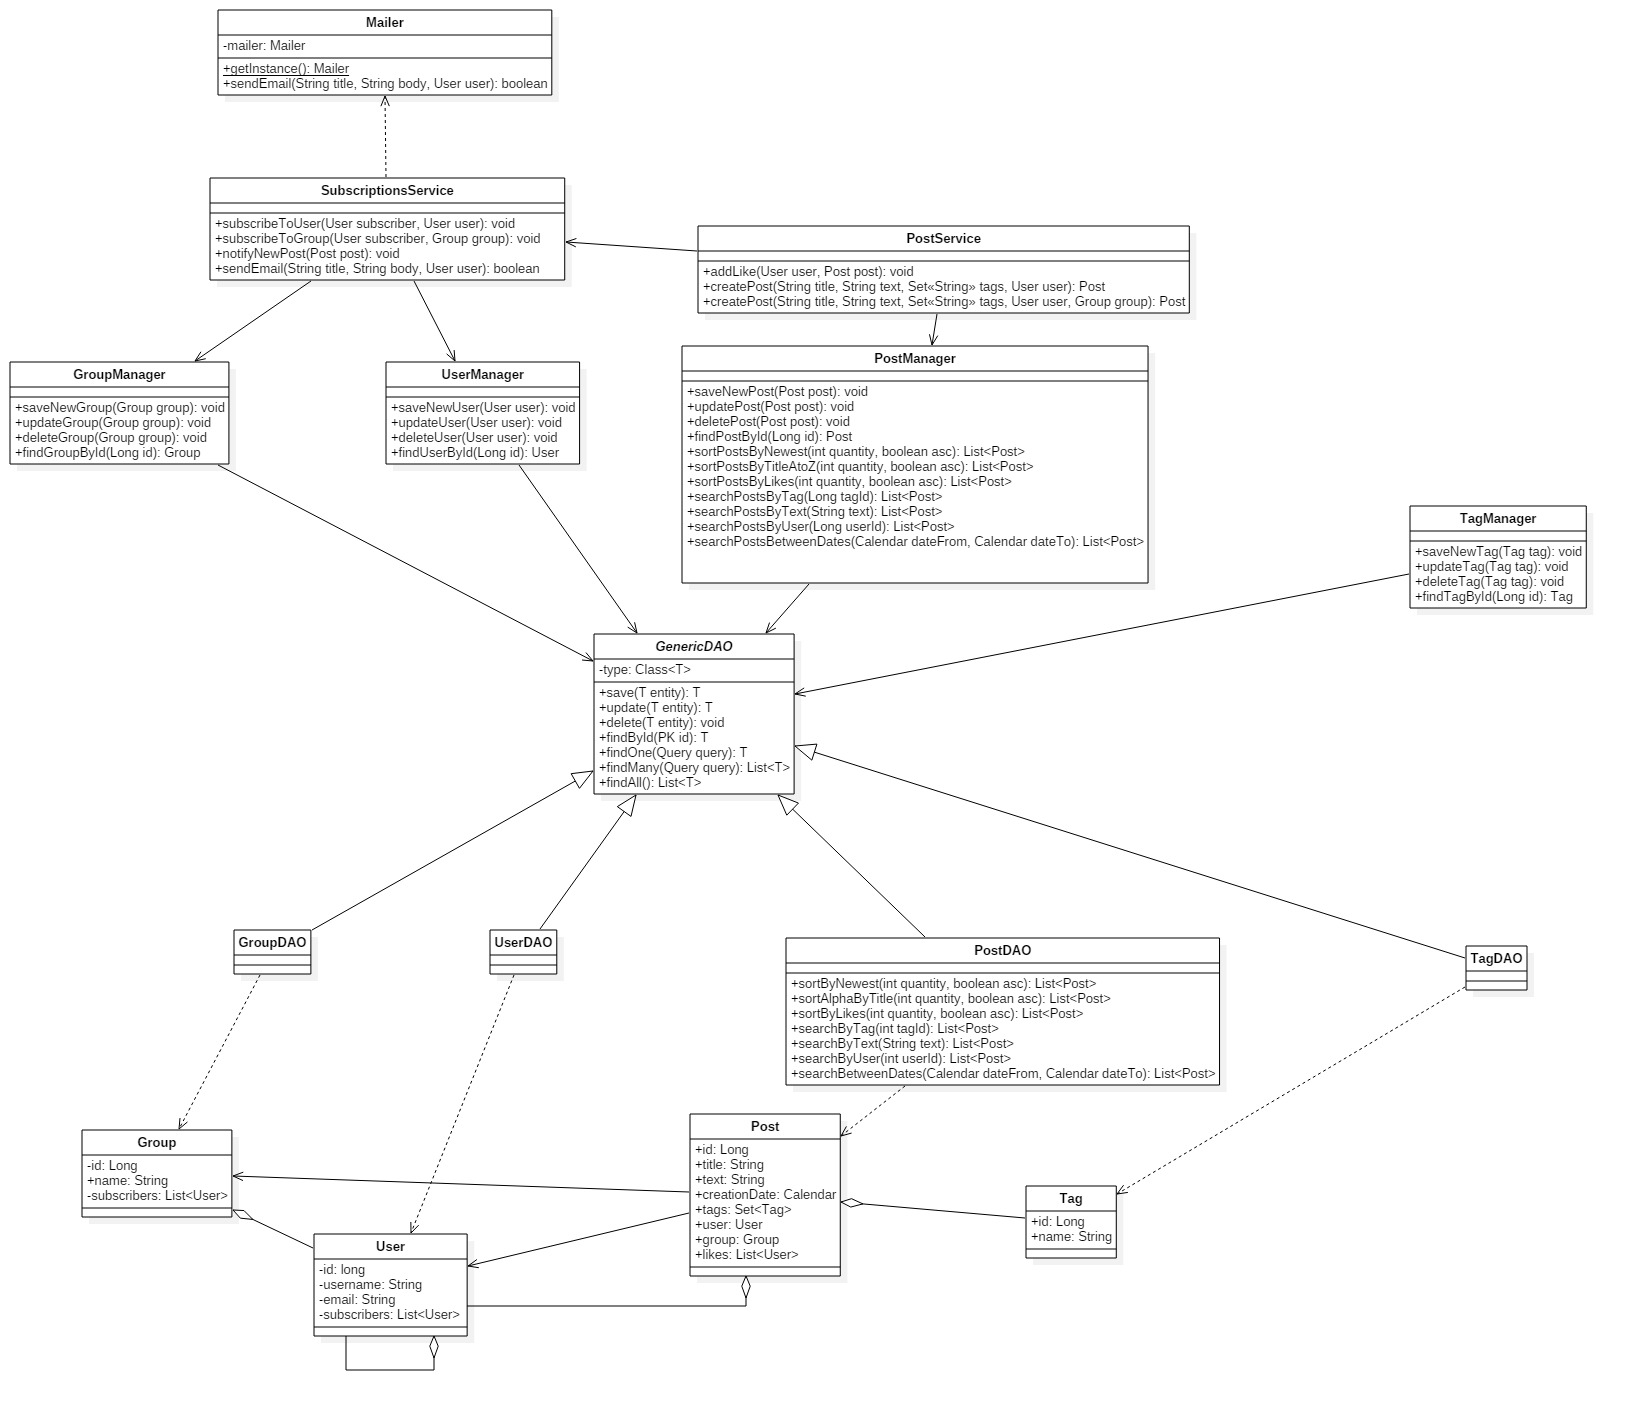 Mailer
-mailer: Mailer
+getInstance(): Mailer
+sendEmail(String title, String body, User user): boolean
SubscriptionsService
+subscribeToUser(User subscriber, User user): void
+subscribeToGroup(User subscriber, Group group): void
+notifyNewPost(Post post): void
+sendEmail(String title, String body, User user): boolean
PostService
+addLike(User user, Post post): void
+createPost(String title, String text, Set«String» tags, User user): Post
+createPost(String title, String text, Set«String» tags, User user, Group group): Post
GroupManager
+saveNewGroup(Group group): void
+updateGroup(Group group): void
+deleteGroup(Group group): void
+findGroupById(Long id): Group
UserManager
+saveNewUser(User user): void
+updateUser(User user): void
+deleteUser(User user): void
+findUserById(Long id): User
PostManager
+saveNewPost(Post post): void
+updatePost(Post post): void
+deletePost(Post post): void
+findPostById(Long id): Post
+sortPostsByNewest(int quantity, boolean asc): List<Post>
+sortPostsByTitleAtoZ(int quantity, boolean asc): List<Post>
+sortPostsByLikes(int quantity, boolean asc): List<Post>
+searchPostsByTag(Long tagId): List<Post>
+searchPostsByText(String text): List<Post>
+searchPostsByUser(Long userId): List<Post>
+searchPostsBetweenDates(Calendar dateFrom, Calendar dateTo): List<Post>
TagManager
+saveNewTag(Tag tag): void
+updateTag(Tag tag): void
+deleteTag(Tag tag): void
+findTagById(Long id): Tag
GenericDAO
-type: Class<T>
+save(T entity): T
+update(T entity): T
+delete(T entity): void
+findById(PK id): T
+findOne(Query query): T
+findMany(Query query): List<T>
+findAll(): List<T>
GroupDAO
UserDAO
PostDAO
+sortByNewest(int quantity, boolean asc): List<Post>
+sortAlphaByTitle(int quantity, boolean asc): List<Post>
+sortByLikes(int quantity, boolean asc): List<Post>
+searchByTag(int tagId): List<Post>
+searchByText(String text): List<Post>
+searchByUser(int userId): List<Post>
+searchBetweenDates(Calendar dateFrom, Calendar dateTo): List<Post>
TagDAO
Group
-id: Long
+name: String
-subscribers: List<User>
User
-id: long
-username: String
-email: String
-subscribers: List<User>
Post
+id: Long
+title: String
+text: String
+creationDate: Calendar
+tags: Set<Tag>
+user: User
+group: Group
+likes: List<User>
Tag
+id: Long
+name: String